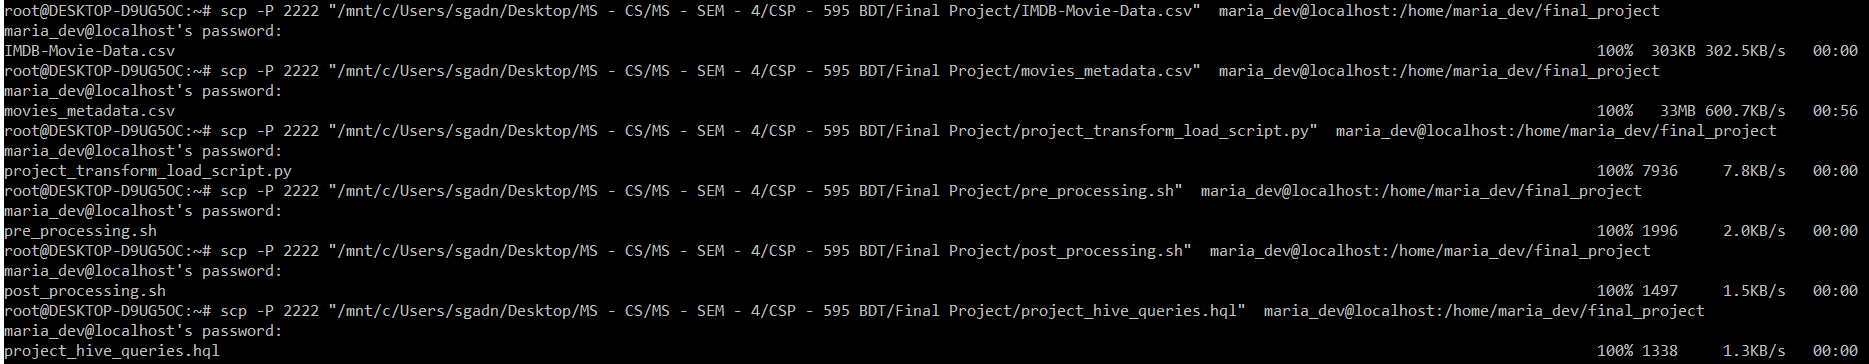 root@DESKTOP-D9UG5OC:~# scp -P 2222 "/mnt/c/Users/sgadn/Desktop/MS - CS/MS - SEM - 4/CSP - 595 BDT/Final Project/IMDB-Movie-Data.csv"  maria_dev@localhost:/home/maria_dev/final_project
maria_dev@localhost's password:
IMDB-Movie-Data.csv 100%  303KB 302.5KB/s   00:00
root@DESKTOP-D9UG5OC:~# scp -P 2222 "/mnt/c/Users/sgadn/Desktop/MS - CS/MS - SEM - 4/CSP - 595 BDT/Final Project/movies_metadata.csv"  maria_dev@localhost:/home/maria_dev/final_project
maria_dev@localhost's password:
movies_metadata.csv 100%   33MB 600.7KB/s   00:56
root@DESKTOP-D9UG5OC:~# scp -P 2222 "/mnt/c/Users/sgadn/Desktop/MS - CS/MS - SEM - 4/CSP - 595 BDT/Final Project/project_transform_load_script.py"  maria_dev@localhost:/home/maria_dev/final_project
maria_dev@localhost's password:
project_transform_load_script.py 100% 7936     7.8KB/s   00:00
root@DESKTOP-D9UG5OC:~# scp -P 2222 "/mnt/c/Users/sgadn/Desktop/MS - CS/MS - SEM - 4/CSP - 595 BDT/Final Project/pre_processing.sh"  maria_dev@localhost:/home/maria_dev/final_project
maria_dev@localhost's password:
pre_processing.sh 100% 1996     2.0KB/s   00:00
root@DESKTOP-D9UG5OC:~# scp -P 2222 "/mnt/c/Users/sgadn/Desktop/MS - CS/MS - SEM - 4/CSP - 595 BDT/Final Project/post_processing.sh"  maria_dev@localhost:/home/maria_dev/final_project
maria_dev@localhost's password:
post_processing.sh 100% 1497     1.5KB/s   00:00
root@DESKTOP-D9UG5OC:~# scp -P 2222 "/mnt/c/Users/sgadn/Desktop/MS - CS/MS - SEM - 4/CSP - 595 BDT/Final Project/project_hive_queries.hql"  maria_dev@localhost:/home/maria_dev/final_project
maria_dev@localhost's password:
project_hive_queries.hql 100% 1338     1.3KB/s   00:00